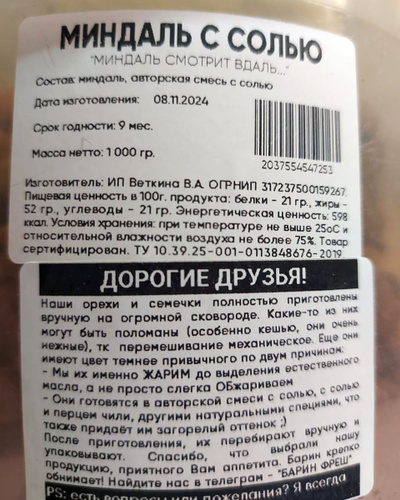 МИНДАЛЬ С СОЛЬЮ
"МИНДАЛЬ СМОТРИТ ВДАЛЬ..."
Состав: миндаль, авторская смесь с солью
Дата изготовления: 08.11.2024
Срок годности: 9 мес.
Масса нетто: 1 000 гр.
2037554547253
Изготовитель: ИП Веткина В.А. ОГРНИП 317237500159267.
Пищевая ценность в 100г. продукта: белки - 21 гр., жиры -
52 гр., углеводы - 21 гр. Энергетическая ценность: 598
ккал. Условия хранения: при температуре не выше 25оС и
относительной влажности воздуха не более 75%. Товар
сертифицирован. ТУ 10.39.25-001-0113848676-2019
ДОРОГИЕ ДРУЗЬЯ!
Наши орехи и семечки полностью приготовлены
вручную на огромной сковороде. Какие-то из них
могут быть поломаны (особенно кешью, они очень
нежные), тк перемешивание механическое. Еще они
имеют цвет темнее привычного по двум причинам:
- Мы их именно ЖАРИМ до выделения естественного
масла, а не просто слегка ОБжариваем
- Они готовятся в авторской смеси с солью, с солью
и перцем чили, другими натуральными специями, что
также придаёт им загорелый оттенок ;)
После приготовления, их перебирают вручную и
упаковывают. Спасибо, что выбрали нашу
продукцию, приятного Вам аппетита. Барин крепко
обнимает! Найдите нас в телеграм - "БАРИН ФРЕШ"
PS: есть вопросы или пожелания? Я всегда